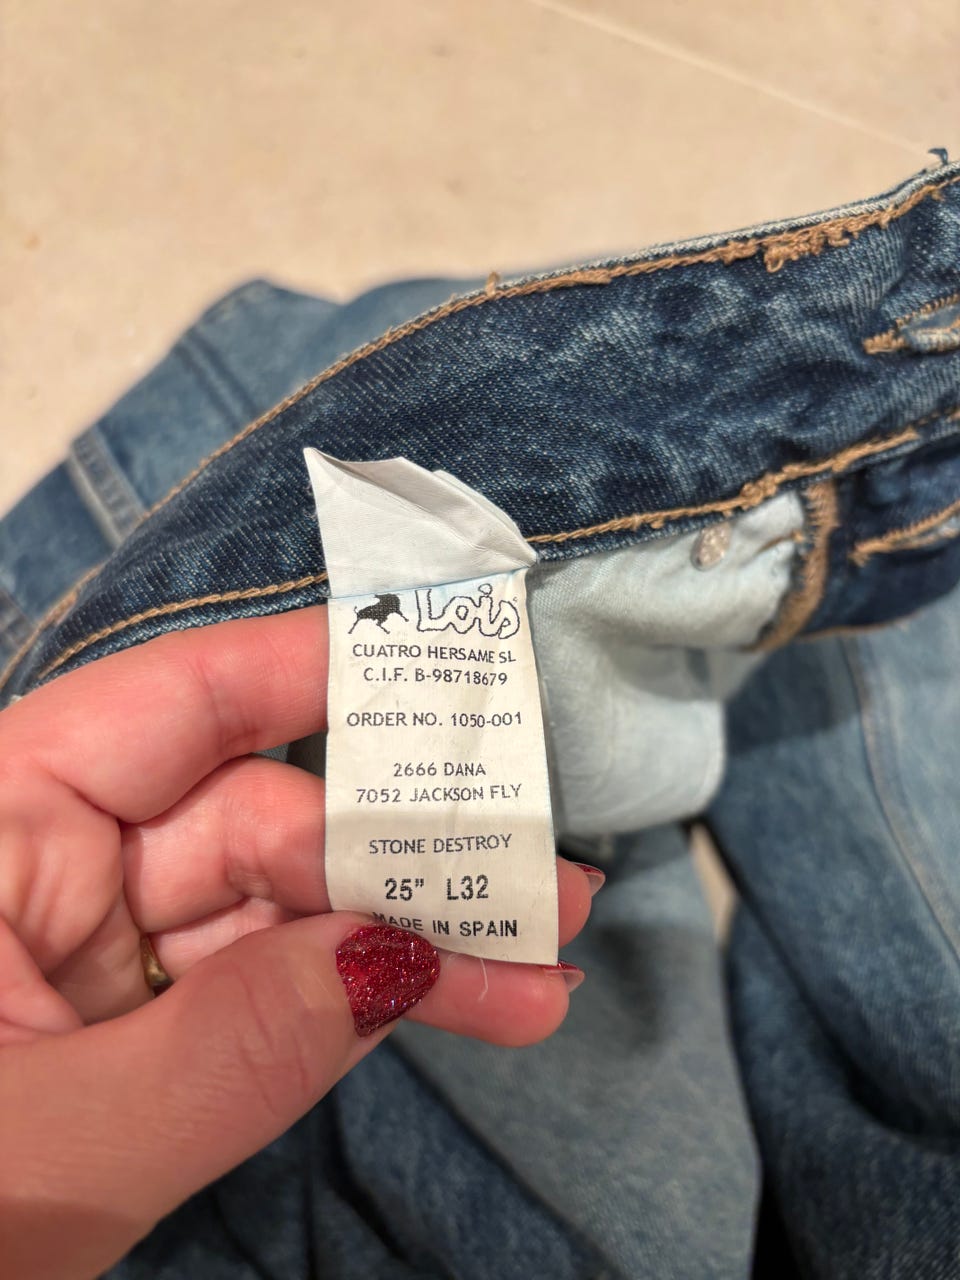 Lois
CUATRO HERSAME SL
C.I.F. B-98718679
ORDER NO. 1050-001
2666 DANA
7052 JACKSON FLY
STONE DESTROY
25" L32
MADE IN SPAIN